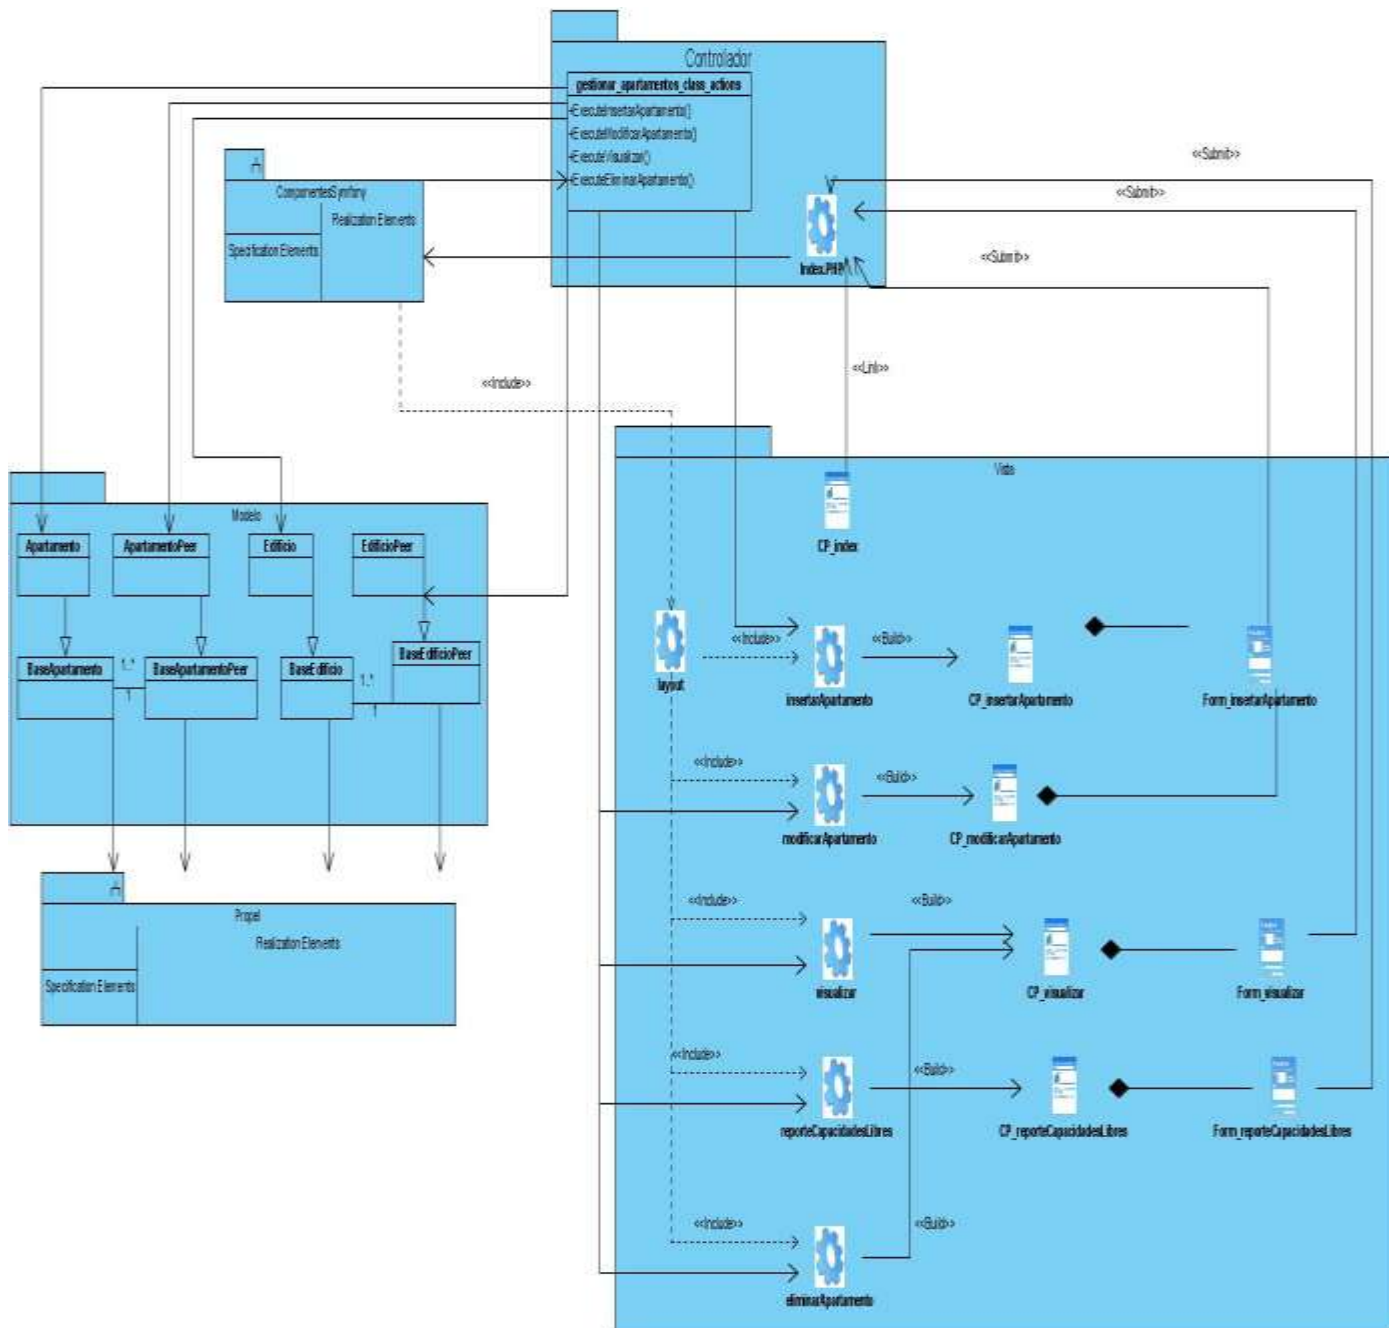 Controlador
gestionar_apartamentos_class_actions
+ExecuteInsertarApartamento()
+ExecuteModificarApartamento()
+ExecuteVisualizar()
+ExecuteEliminarApartamento()
Index.PHP
ComponentesSymfony
Realization Elements
Specification Elements
<<Submit>>
<<Submit>>
<<Submit>>
<<Link>>
<<Include>>
Modelo
Apartamento
ApartamentoPeer
Edificio
EdificioPeer
BaseApartamento
1..*
1
BaseApartamentoPeer
BaseEdificio
1..*
1
BaseEdificioPeer
Propel
Realization Elements
Specification Elements
Vista
CP_index
layout
<<Include>>
insertarApartamento
<<Build>>
CP_insertarApartamento
Form_insertarApartamento
<<Include>>
modificarApartamento
<<Build>>
CP_modificarApartamento
<<Include>>
visualizar
<<Build>>
CP_visualizar
Form_visualizar
<<Include>>
reporteCapacidadesLibres
<<Build>>
CP_reporteCapacidadesLibres
Form_reporteCapacidadesLibres
<<Include>>
eliminarApartamento
<<Build>>